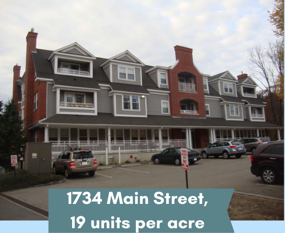 1734 Main Street,
19 units per acre